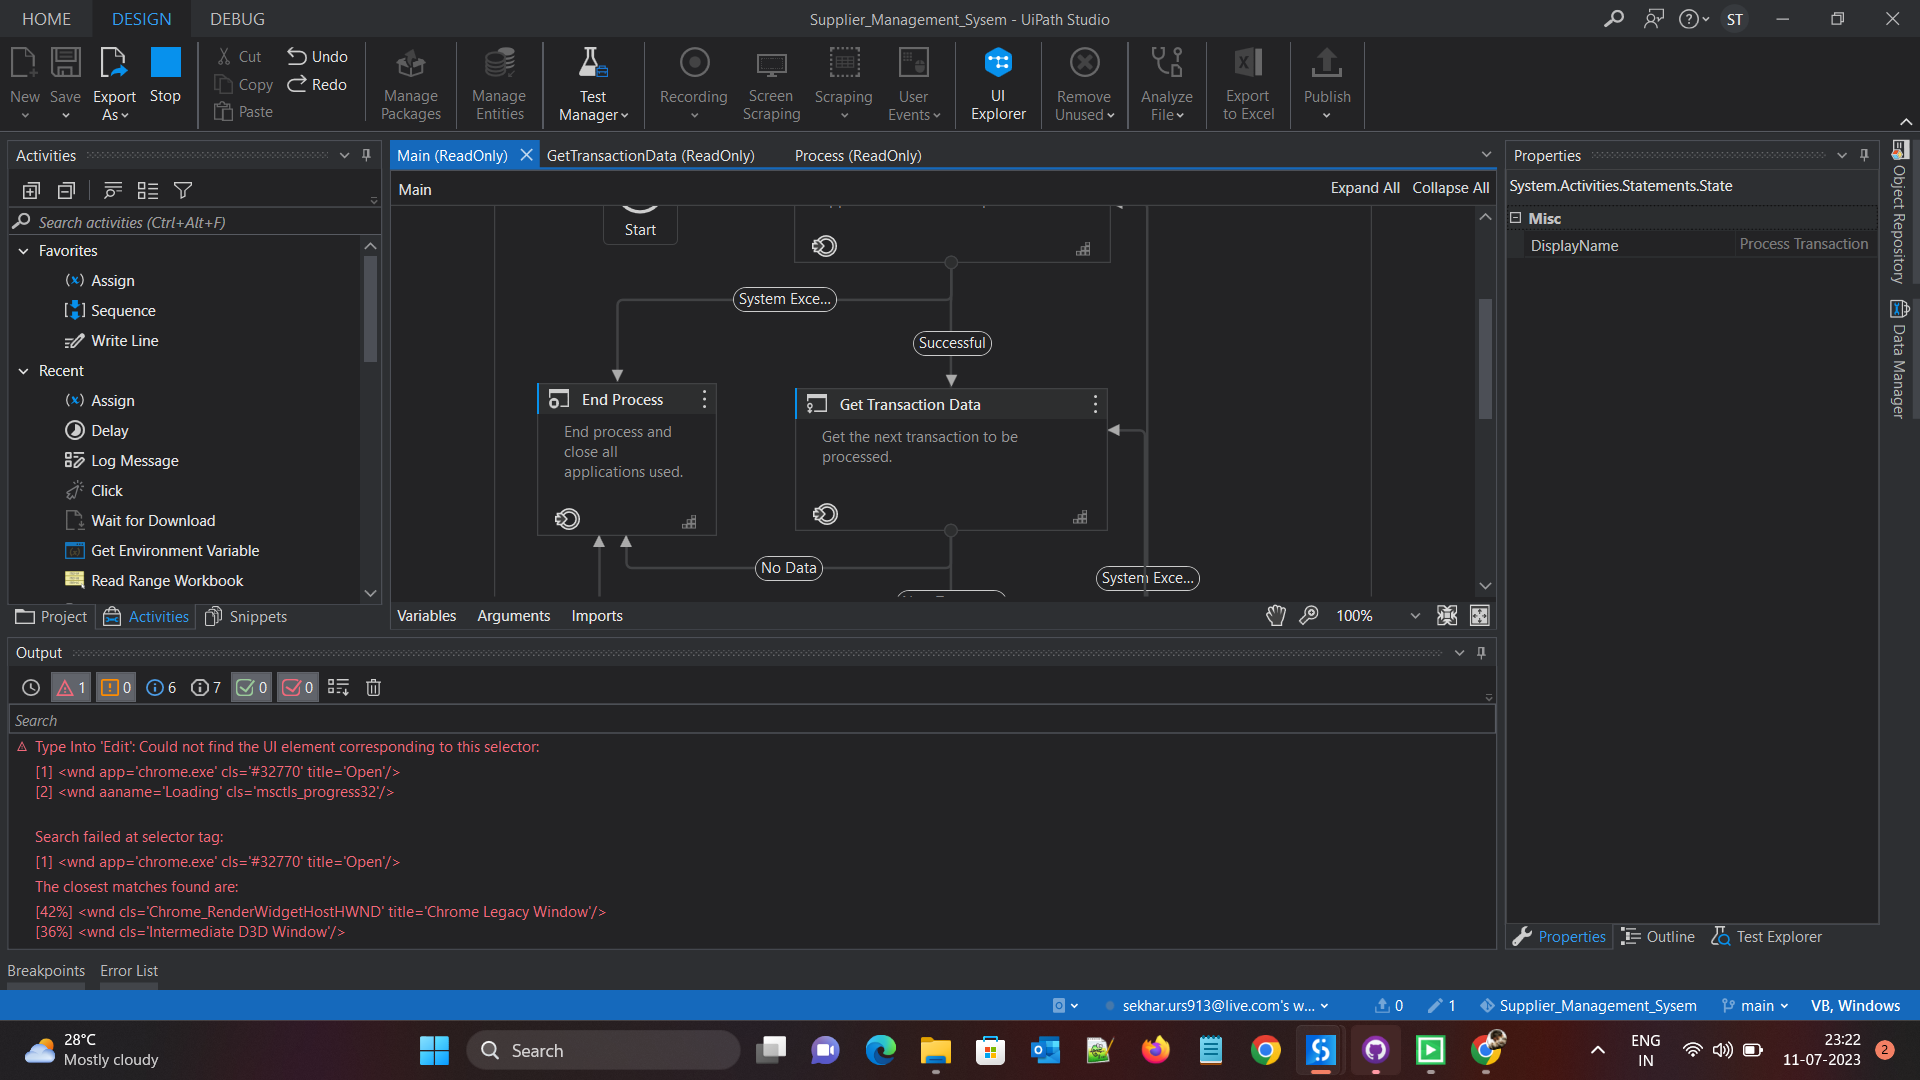 HOME DESIGN DEBUG
Supplier_Management_Sysem - UiPath Studio
ST
New
Save
Export As
Stop
Cut
Copy
Paste
Undo
Redo
Manage Packages
Manage Entities
Test Manager
Recording
Screen Scraping
Scraping
User Events
UI Explorer
Remove Unused
Analyze File
Export to Excel
Publish
Activities
Search activities (Ctrl+Alt+F)
Favorites
Assign
Sequence
Write Line
Recent
Assign
Delay
Log Message
Click
Wait for Download
Get Environment Variable
Read Range Workbook
Project Activities Snippets
Main (ReadOnly) GetTransactionData (ReadOnly) Process (ReadOnly)
Main
Expand All Collapse All
Start
System Exce...
Successful
End Process
End process and
close all
applications used.
Get Transaction Data
Get the next transaction to be
processed.
No Data
System Exce...
Variables Arguments Imports
100%
Properties
System.Activities.Statements.State
Misc
DisplayName Process Transaction
Object Repository
Data Manager
Properties Outline Test Explorer
Output
1 0 6 7 0 0
Search
Type Into 'Edit': Could not find the UI element corresponding to this selector:
[1] <wnd app='chrome.exe' cls='#32770' title='Open'/>
[2] <wnd aaname='Loading' cls='msctls_progress32'/>
Search failed at selector tag:
[1] <wnd app='chrome.exe' cls='#32770' title='Open'/>
The closest matches found are:
[42%] <wnd cls='Chrome_RenderWidgetHostHWND' title='Chrome Legacy Window'/>
[36%] <wnd cls='Intermediate D3D Window'/>
Breakpoints Error List
sekhar.urs913@live.com's w... 0 1 Supplier_Management_Sysem main VB, Windows
28°C
Mostly cloudy
Search
ENG
IN
23:22
11-07-2023
2